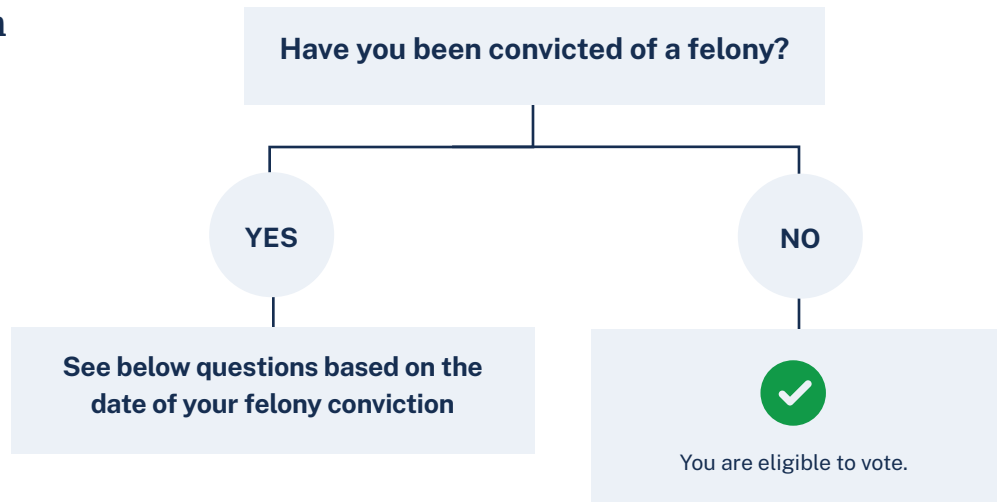 Have you been convicted of a felony?
YES
NO
See below questions based on the
date of your felony conviction
You are eligible to vote.